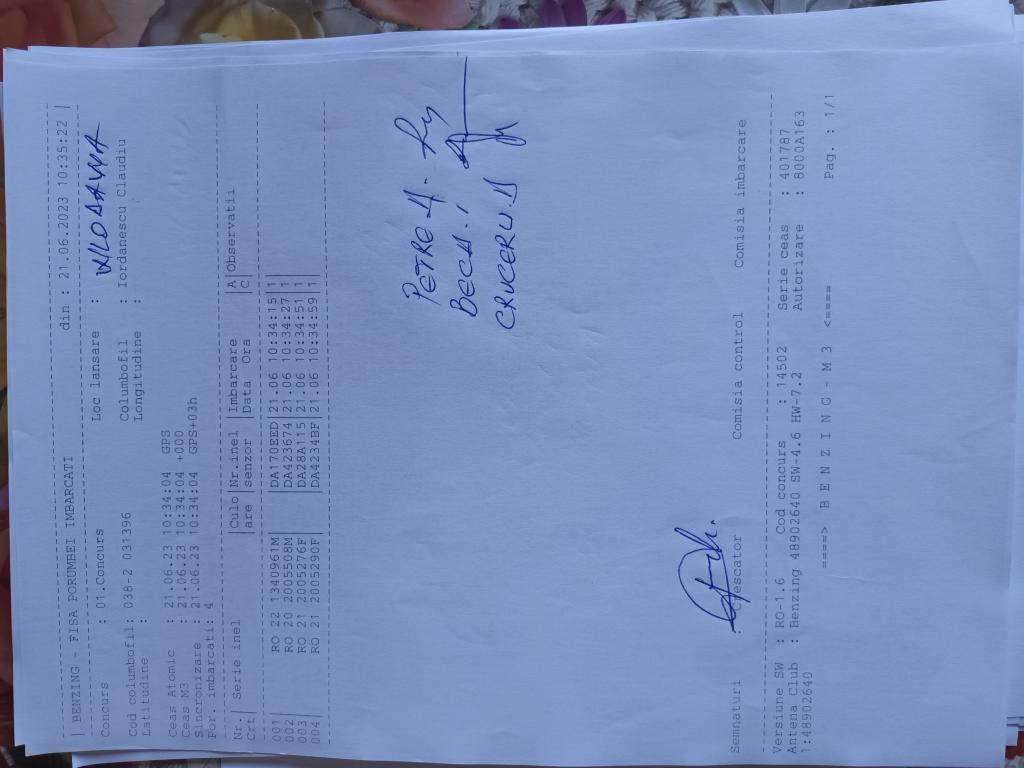 | BENZING - FISA PORUMBEI IMBARCATI din : 21.06.2023 10:35:22 |
Concurs : 01.Concurs Loc lansare :
Cod columbofil: 038-2 031396 Columbofil : Iordanescu Claudiu
Latitudine : Longitudine :
Ceas Atomic : 21.06.23 10:34:04 GPS
Ceas M3 : 21.06.23 10:34:04 +000
Sincronizare : 21.06.23 10:34:04 GPS+03h
Por. imbarcati: 4
Nr.| Serie inel |Culo|Nr.inel |Imbarcare |A|Observatii
Crt| |are |senzor |Data Ora |C|
001| RO 22 1340961M | |DA170EED|21.06 10:34:15|1|
002| RO 20 2005508M | |DA423674|21.06 10:34:27|1|
003| RO 21 2005276F | |DA28A115|21.06 10:34:51|1|
004| RO 21 2005290F | |DA4234BF|21.06 10:34:59|1|
PETRE A.
BECA.
CRUCERU.
Semnaturi Crescator Comisia control Comisia imbarcare
Versiune SW : RO-1.6 Cod concurs : 14502 Serie ceas : 401787
Antena Club : Benzing 48902640 SW-4.6 HW-7.2 Autorizare : 8000A163
1:48902640
====> B E N Z I N G - M 3 <==== Pag. : 1/1